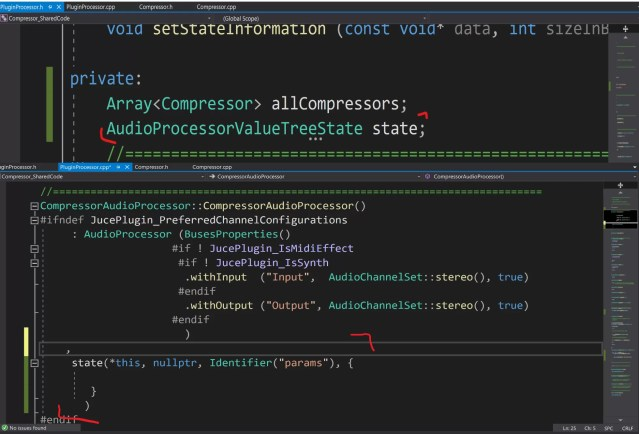 PluginProcessor.h PluginProcessor.cpp Compressor.h Compressor.cpp
Compressor_SharedCode (Global Scope)
void setStateInformation (const void* data, int sizeInB
private:
Array<Compressor> allCompressors;
AudioProcessorValueTreeState state;
//==================================================
ginProcessor.h PluginProcessor.cpp* Compressor.h Compressor.cpp
Compressor_SharedCode CompressorAudioProcessor CompressorAudioProcessor()
//==============================================================================
CompressorAudioProcessor::CompressorAudioProcessor()
#ifndef JucePlugin_PreferredChannelConfigurations
: AudioProcessor (BusesProperties()
#if ! JucePlugin_IsMidiEffect
#if ! JucePlugin_IsSynth
.withInput ("Input", AudioChannelSet::stereo(), true)
#endif
.withOutput ("Output", AudioChannelSet::stereo(), true)
#endif
)
,
state(*this, nullptr, Identifier("params"), {
}
)
#endif
No issues found Ln: 25 Ch: 5 SPC CRLF